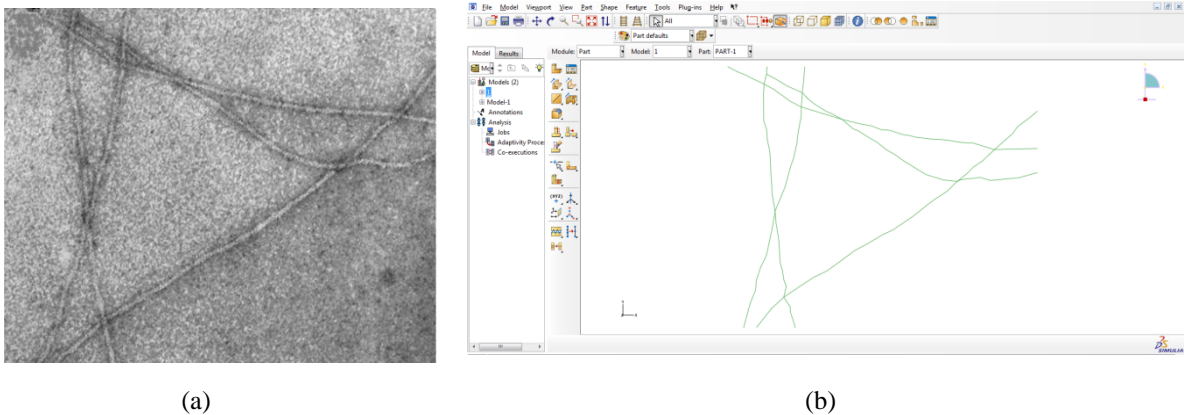 File Model Viewport View Part Shape Feature Tools Plug-ins Help
All
Part defaults
Model Results
Module: Part Model: 1 Part: PART-1
Models (2)
1
Model-1
Annotations
Analysis
Jobs
Adaptivity Proce
Co-executions
(XYZ)
SIMULIA
(a)
(b)